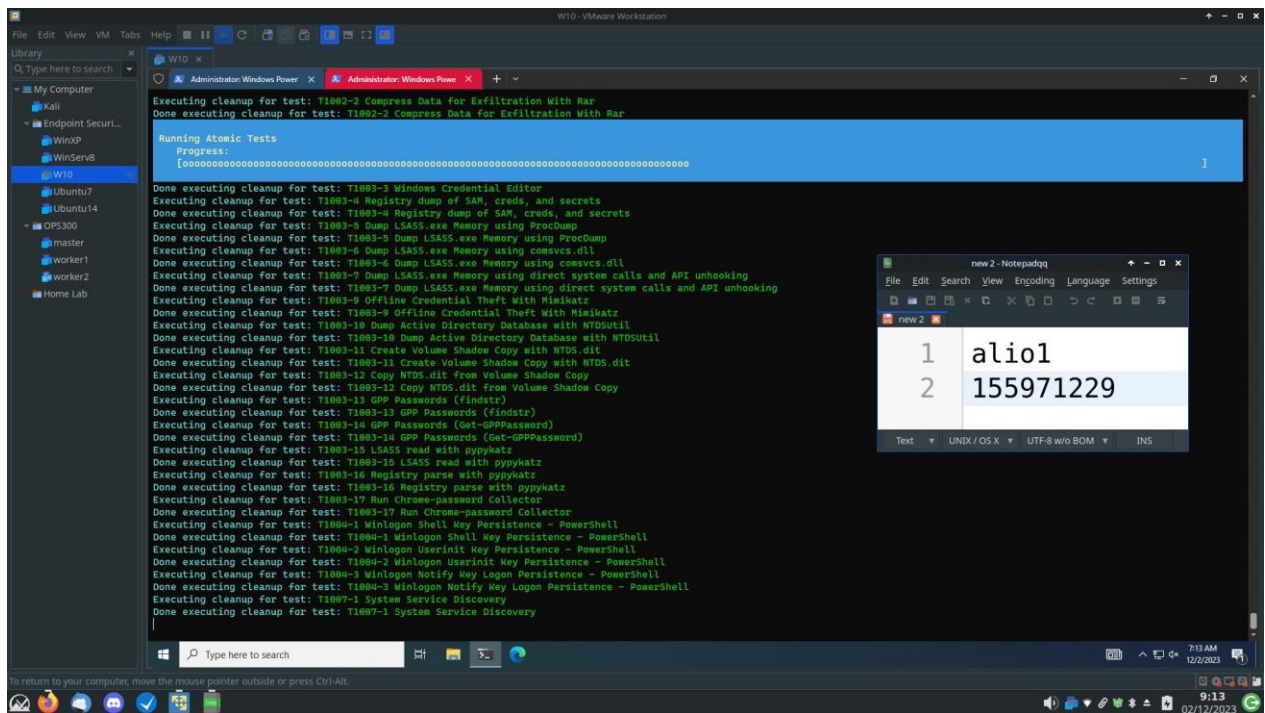 W10 - VMware Workstation
File Edit View VM Tabs Help
Library
Type here to search
My Computer
Kali
Endpoint Securi...
WinXP
WinServ8
W10
Ubuntu7
Ubuntu14
OPS300
master
worker1
worker2
Home Lab
W10
Administrator: Windows Power
Administrator: Windows Powe
Executing cleanup for test: T1002-2 Compress Data for Exfiltration With Rar
Done executing cleanup for test: T1002-2 Compress Data for Exfiltration With Rar
Running Atomic Tests
Progress:
Done executing cleanup for test: T1003-3 Windows Credential Editor
Executing cleanup for test: T1003-4 Registry dump of SAM, creds, and secrets
Done executing cleanup for test: T1003-4 Registry dump of SAM, creds, and secrets
Executing cleanup for test: T1003-5 Dump LSASS.exe Memory using ProcDump
Done executing cleanup for test: T1003-5 Dump LSASS.exe Memory using ProcDump
Executing cleanup for test: T1003-6 Dump LSASS.exe Memory using comsvcs.dll
Done executing cleanup for test: T1003-6 Dump LSASS.exe Memory using comsvcs.dll
Executing cleanup for test: T1003-7 Dump LSASS.exe Memory using direct system calls and API unhooking
Done executing cleanup for test: T1003-7 Dump LSASS.exe Memory using direct system calls and API unhooking
Executing cleanup for test: T1003-9 Offline Credential Theft With Mimikatz
Done executing cleanup for test: T1003-9 Offline Credential Theft With Mimikatz
Executing cleanup for test: T1003-10 Dump Active Directory Database with NTDSUtil
Done executing cleanup for test: T1003-10 Dump Active Directory Database with NTDSUtil
Executing cleanup for test: T1003-11 Create Volume Shadow Copy with NTDS.dit
Done executing cleanup for test: T1003-11 Create Volume Shadow Copy with NTDS.dit
Executing cleanup for test: T1003-12 Copy NTDS.dit from Volume Shadow Copy
Done executing cleanup for test: T1003-12 Copy NTDS.dit from Volume Shadow Copy
Executing cleanup for test: T1003-13 GPP Passwords (findstr)
Done executing cleanup for test: T1003-13 GPP Passwords (findstr)
Executing cleanup for test: T1003-14 GPP Passwords (Get-GPPPassword)
Done executing cleanup for test: T1003-14 GPP Passwords (Get-GPPPassword)
Executing cleanup for test: T1003-15 LSASS read with pypykatz
Done executing cleanup for test: T1003-15 LSASS read with pypykatz
Executing cleanup for test: T1003-16 Registry parse with pypykatz
Done executing cleanup for test: T1003-16 Registry parse with pypykatz
Executing cleanup for test: T1003-17 Run Chrome-password Collector
Done executing cleanup for test: T1003-17 Run Chrome-password Collector
Executing cleanup for test: T1004-1 Winlogon Shell Key Persistence - PowerShell
Done executing cleanup for test: T1004-1 Winlogon Shell Key Persistence - PowerShell
Executing cleanup for test: T1004-2 Winlogon Userinit Key Persistence - PowerShell
Done executing cleanup for test: T1004-2 Winlogon Userinit Key Persistence - PowerShell
Executing cleanup for test: T1004-3 Winlogon Notify Key Logon Persistence - PowerShell
Done executing cleanup for test: T1004-3 Winlogon Notify Key Logon Persistence - PowerShell
Executing cleanup for test: T1007-1 System Service Discovery
Done executing cleanup for test: T1007-1 System Service Discovery
new 2 - Notepadqq
File Edit Search View Encoding Language Settings
new 2
1 alio1
2 155971229
Text UNIX / OS X UTF-8 w/o BOM INS
Type here to search
7:13 AM
12/2/2023
To return to your computer, move the mouse pointer outside or press Ctrl-Alt.
9:13
02/12/2023